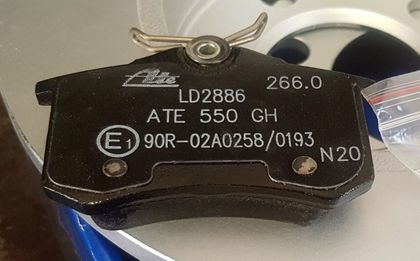 Ate
LD2886
266.0
ATE 550 GH
E1 90R-02A0258/0193
N20